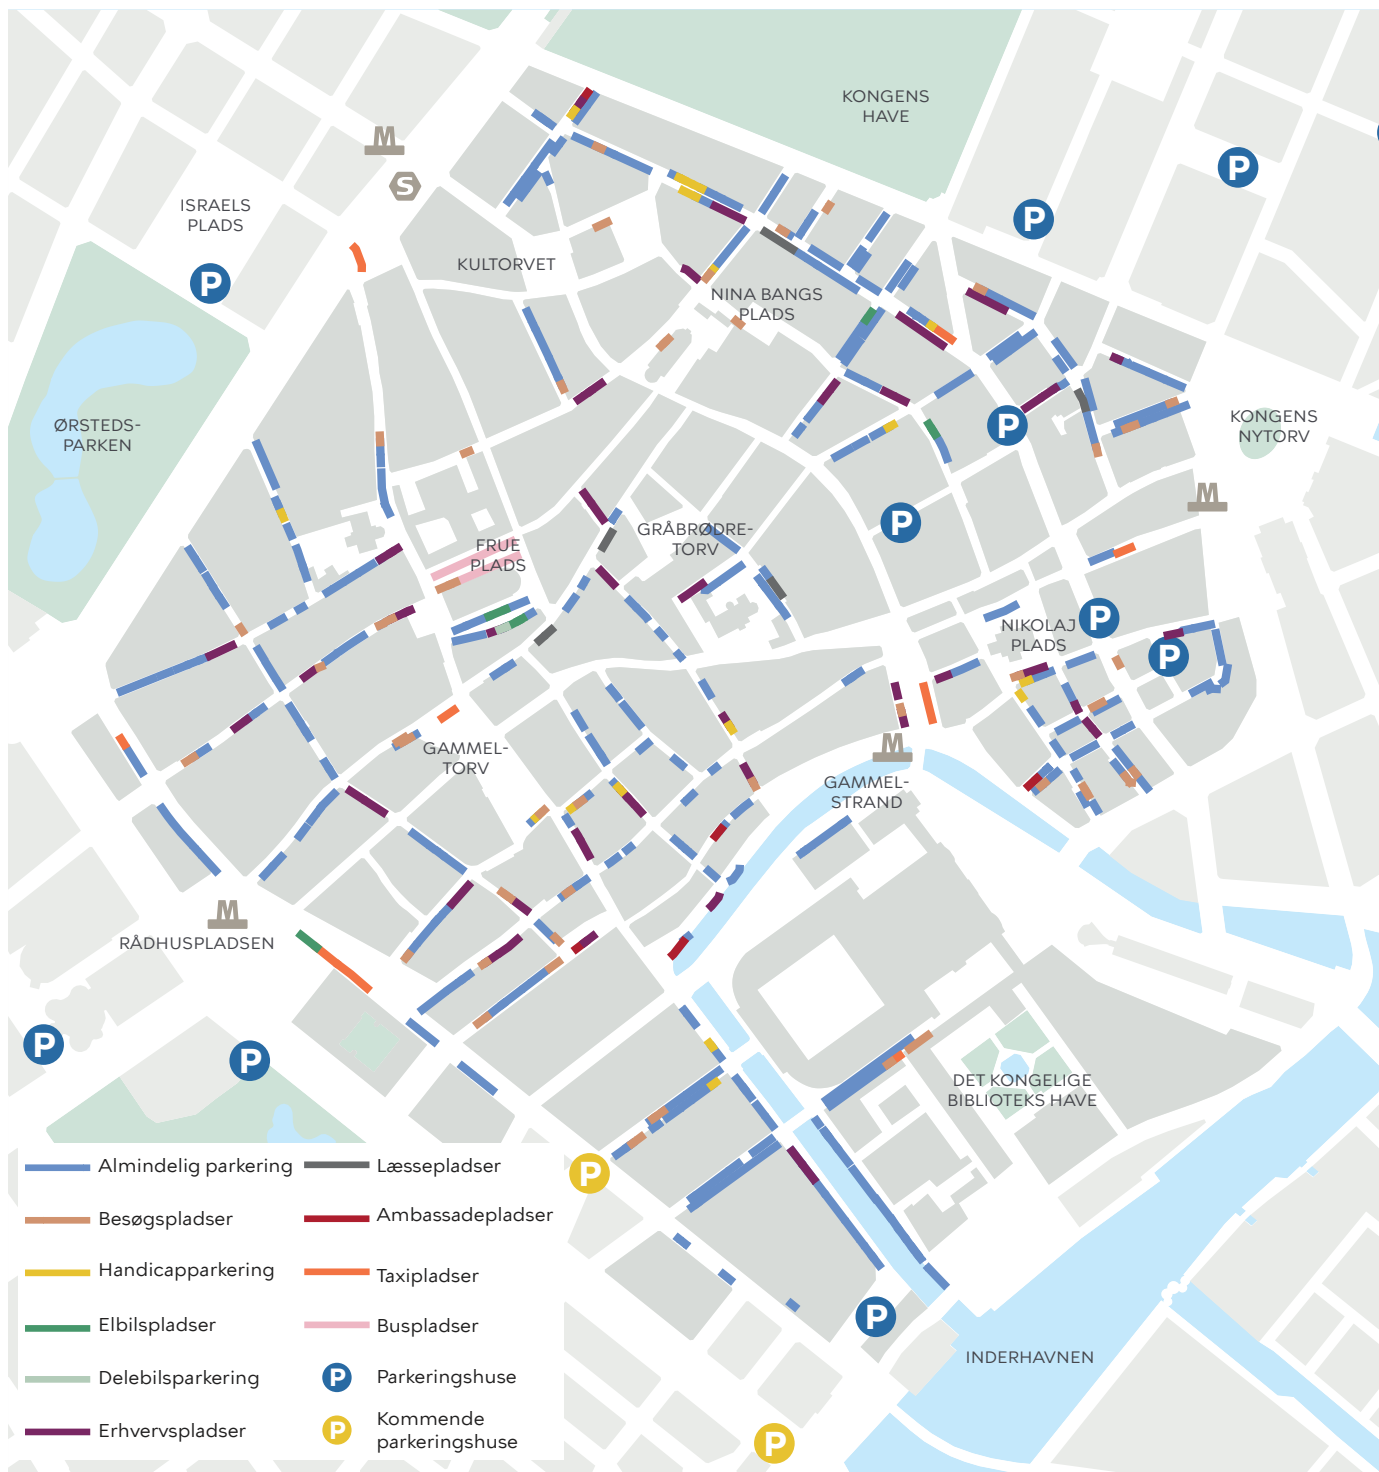 KONGENS
HAVE
M
P
S
P
ISRAELS
PLADS
KULTORVET
P
NINA BANGS
PLADS
ØRSTEDS-
PARKEN
P
KONGENS
NYTORV
M
P
GRÅBRØDRE-
TORV
FRUE
PLADS
P
NIKOLAJ
PLADS
P
GAMMEL-
TORV
M
GAMMEL-
STRAND
M
RÅDHUSPLADSEN
P
P
DET KONGELIGE
BIBLIOTEKS HAVE
P
P
INDERHAVNEN
P
Almindelig parkering
Besøgspladser
Handicapparkering
Elbilspladser
Delebilsparkering
Erhvervspladser
Læssepladser
Ambassadepladser
Taxipladser
Buspladser
P
Parkeringshuse
P
Kommende
parkeringshuse